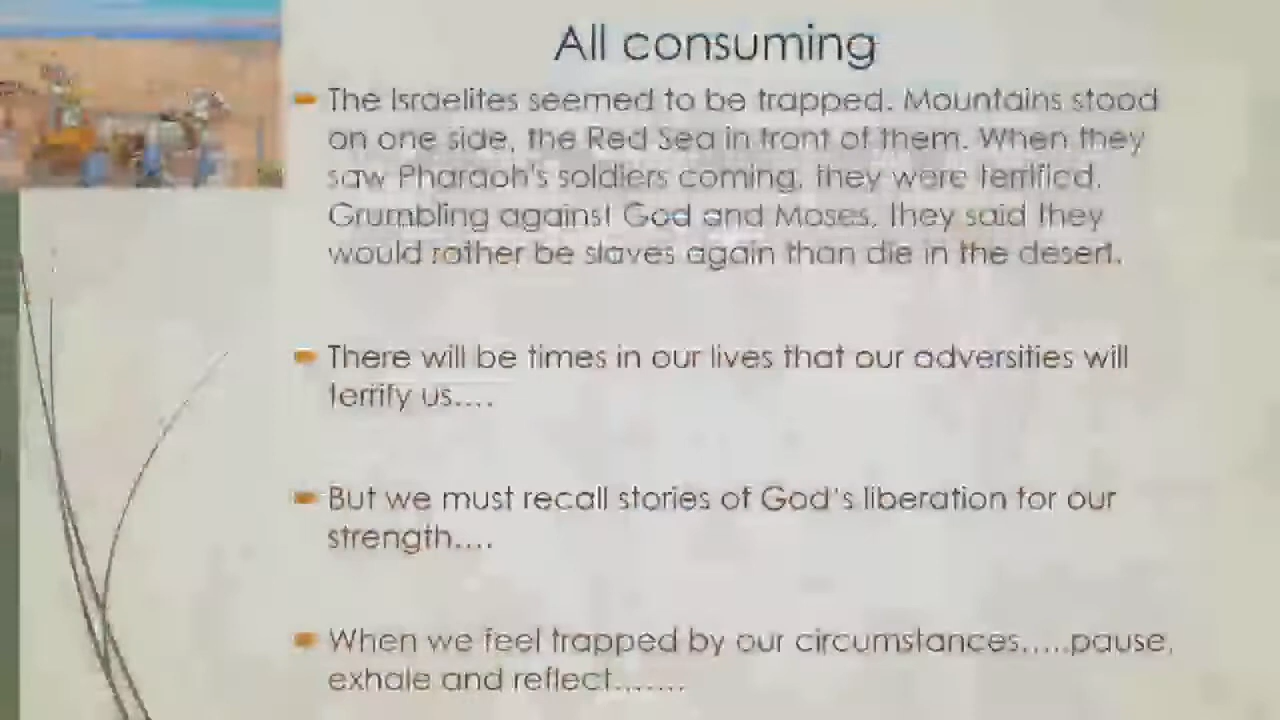 All consuming
The Israelites seemed to be trapped. Mountains stood
on one side, the Red Sea in front of them. When they
saw Pharaoh's soldiers coming, they were terrified.
Grumbling against God and Moses, they said they
would rather be slaves again than die in the desert.
There will be times in our lives that our adversities will
terrify us....
But we must recall stories of God's liberation for our
strength....
When we feel trapped by our circumstances.....pause,
exhale and reflect.......